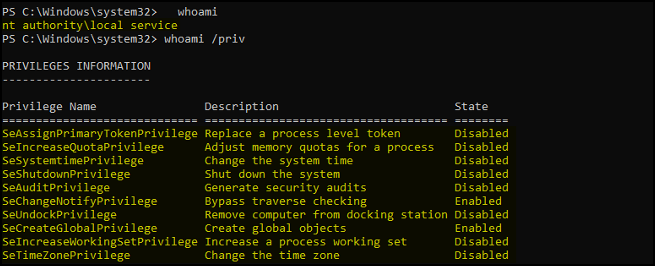 PS C:\Windows\system32>   whoami
nt authority\local service
PS C:\Windows\system32> whoami /priv
PRIVILEGES INFORMATION
----------------------
Privilege Name                Description                          State
============================= ==================================== ========
SeAssignPrimaryTokenPrivilege Replace a process level token        Disabled
SeIncreaseQuotaPrivilege      Adjust memory quotas for a process   Disabled
SeSystemtimePrivilege         Change the system time               Disabled
SeShutdownPrivilege           Shut down the system                 Disabled
SeAuditPrivilege              Generate security audits             Disabled
SeChangeNotifyPrivilege       Bypass traverse checking             Enabled
SeUndockPrivilege             Remove computer from docking station Disabled
SeCreateGlobalPrivilege       Create global objects                Enabled
SeIncreaseWorkingSetPrivilege Increase a process working set       Disabled
SeTimeZonePrivilege           Change the time zone                 Disabled